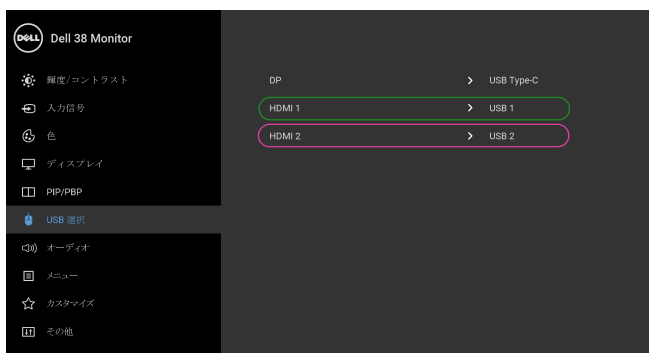 DELL
Dell 38 Monitor
輝度/コントラスト
入力信号
色
ディスプレイ
PIP/PBP
USB 選択
オーディオ
メニュー
カスタマイズ
その他
DP > USB Type-C
HDMI 1 > USB 1
HDMI 2 > USB 2